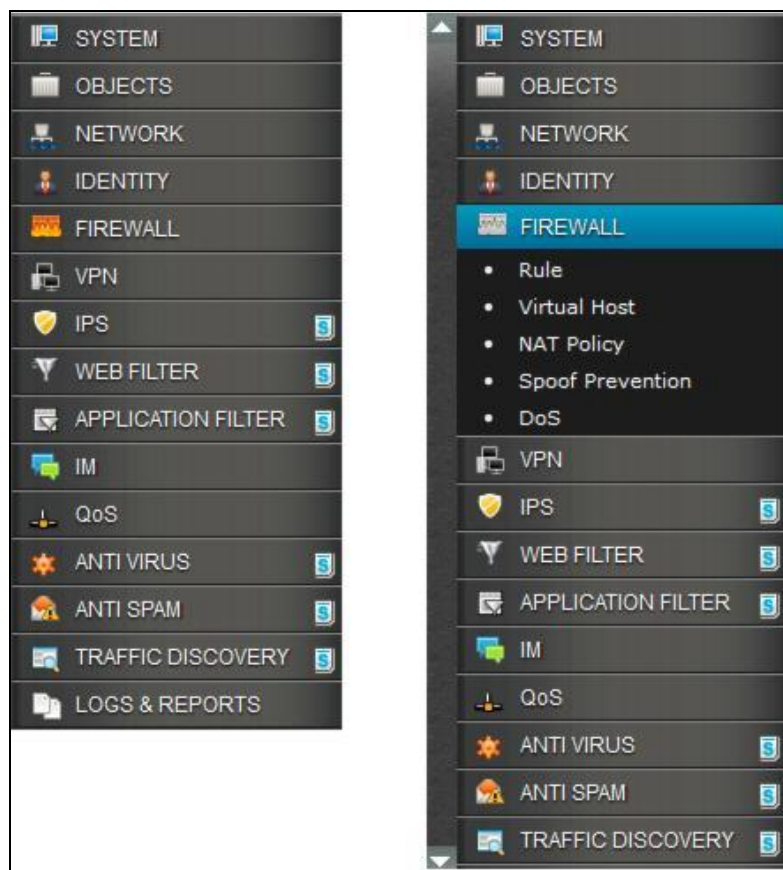 SYSTEM
OBJECTS
NETWORK
IDENTITY
FIREWALL
VPN
IPS S
WEB FILTER S
APPLICATION FILTER S
IM
QoS
ANTI VIRUS S
ANTI SPAM S
TRAFFIC DISCOVERY S
LOGS & REPORTS
SYSTEM
OBJECTS
NETWORK
IDENTITY
FIREWALL
• Rule
• Virtual Host
• NAT Policy
• Spoof Prevention
• DoS
VPN
IPS S
WEB FILTER S
APPLICATION FILTER S
IM
QoS
ANTI VIRUS S
ANTI SPAM S
TRAFFIC DISCOVERY S